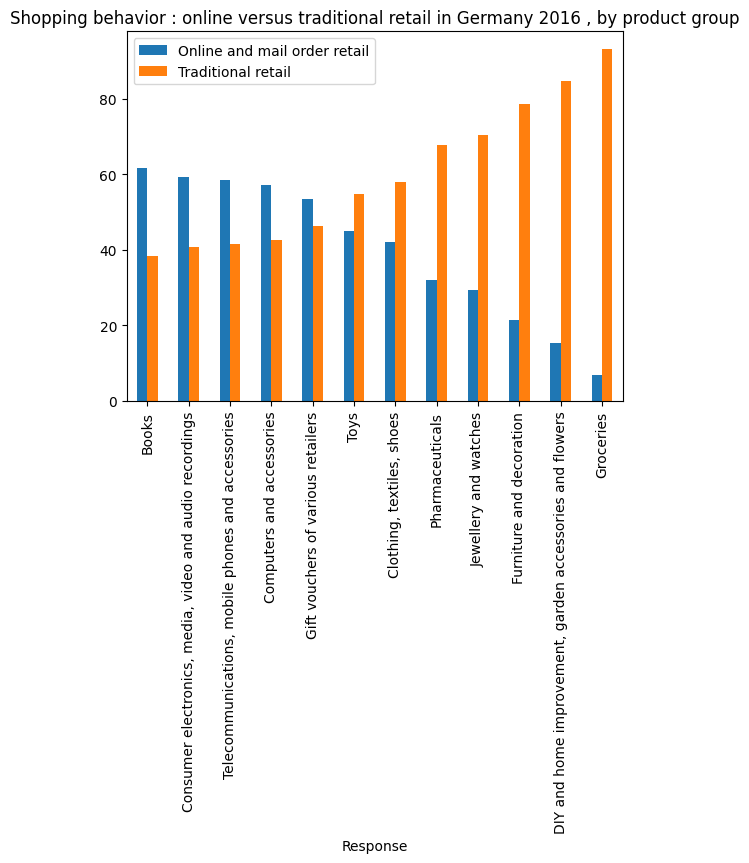 Shopping behavior : online versus traditional retail in Germany 2016 , by product group
Online and mail order retail
Traditional retail
80
60
40
20
0
Books
Consumer electronics, media, video and audio recordings
Telecommunications, mobile phones and accessories
Computers and accessories
Gift vouchers of various retailers
Toys
Clothing, textiles, shoes
Pharmaceuticals
Jewellery and watches
Furniture and decoration
DIY and home improvement, garden accessories and flowers
Groceries
Response